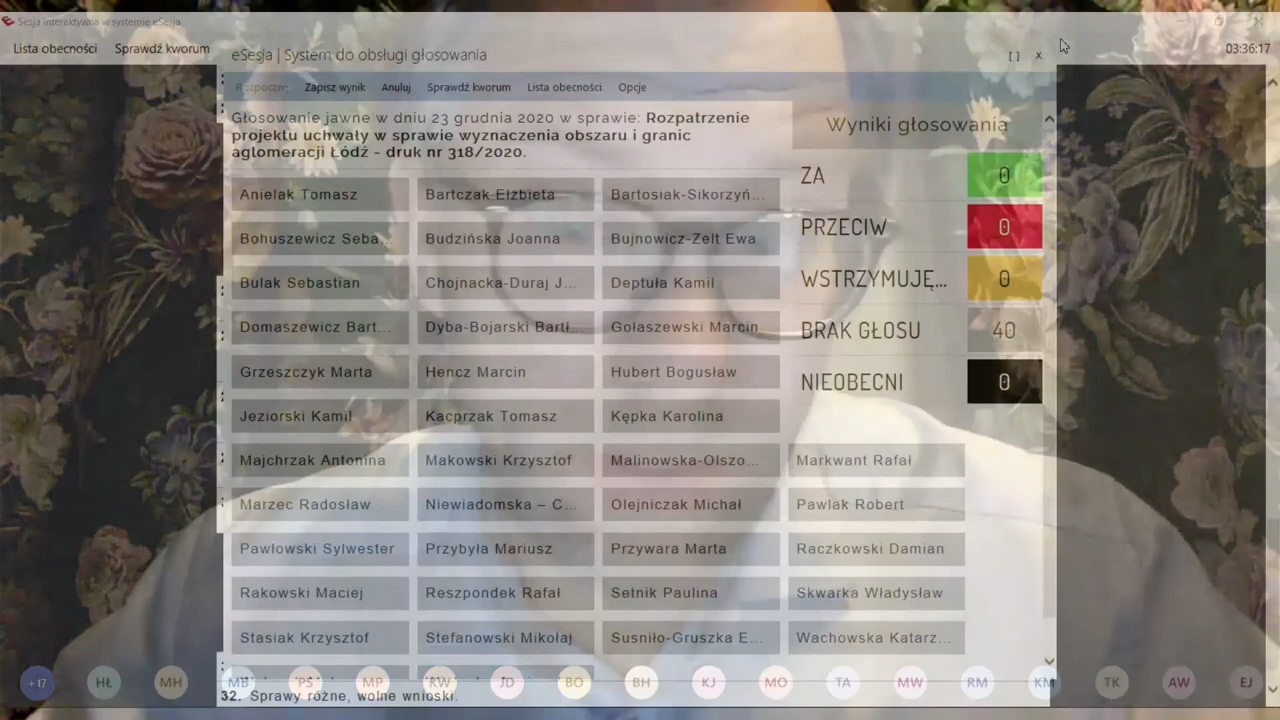 Sesja interaktywna w systemie eSesja
Lista obecności Sprawdź kworum
03:36:17
eSesja | System do obsługi głosowania
[ ] x
Rozpocznij Zapisz wynik Anuluj Sprawdź kworum Lista obecności Opcje
Głosowanie jawne w dniu 23 grudnia 2020 w sprawie: Rozpatrzenie
projektu uchwały w sprawie wyznaczenia obszaru i granic
aglomeracji Łódź - druk nr 318/2020.
Wyniki głosowania
ZA 0
PRZECIW 0
WSTRZYMUJĘ... 0
BRAK GŁOSU 40
NIEOBECNI 0
Anielak Tomasz Bartczak Elżbieta Bartosiak-Sikorzyń...
Bohuszewicz Seba... Budzińska Joanna Bujnowicz-Zelt Ewa
Bulak Sebastian Chojnacka-Duraj J... Deptuła Kamil
Domaszewicz Bart... Dyba-Bojarski Bartł... Gołaszewski Marcin
Grzeszczyk Marta Hencz Marcin Hubert Bogusław
Jeziorski Kamil Kacprzak Tomasz Kępka Karolina
Majchrzak Antonina Makowski Krzysztof Malinowska-Olszo... Markwant Rafał
Marzec Radosław Niewiadomska – C... Olejniczak Michał Pawlak Robert
Pawłowski Sylwester Przybyła Mariusz Przywara Marta Raczkowski Damian
Rakowski Maciej Reszpondek Rafał Setnik Paulina Skwarka Władysław
Stasiak Krzysztof Stefanowski Mikołaj Susniło-Gruszka E... Wachowska Katarz...
+17 HŁ MH MB PS MP RW JD BO BH KJ MO TA MW RM KM TK AW EJ
32. Sprawy różne, wolne wnioski.